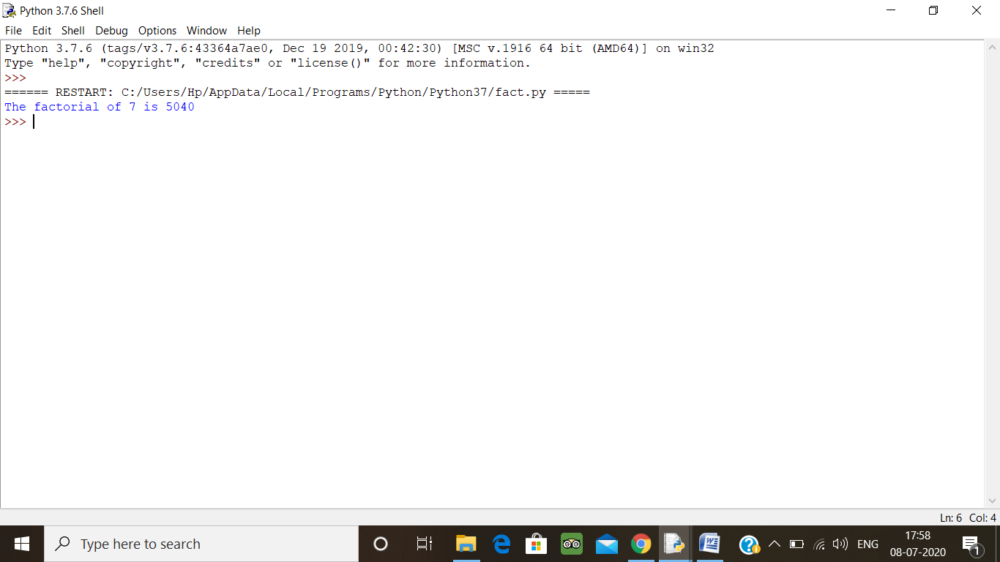 Python 3.7.6 Shell
File Edit Shell Debug Options Window Help
Python 3.7.6 (tags/v3.7.6:43364a7ae0, Dec 19 2019, 00:42:30) [MSC v.1916 64 bit (AMD64)] on win32
Type "help", "copyright", "credits" or "license()" for more information.
>>>
====== RESTART: C:/Users/Hp/AppData/Local/Programs/Python/Python37/fact.py =====
The factorial of 7 is 5040
>>>
Ln: 6 Col: 4
Type here to search
ENG
17:58
08-07-2020
1